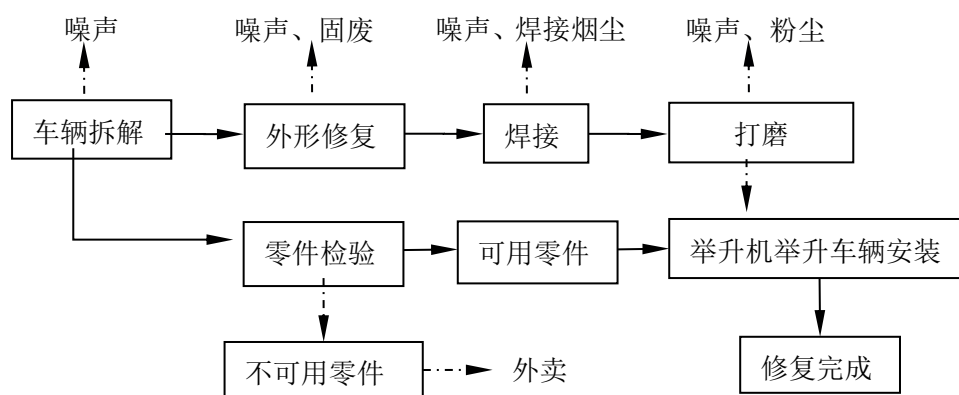 噪声
噪声、固废
噪声、焊接烟尘
噪声、粉尘
车辆拆解
外形修复
焊接
打磨
零件检验
可用零件
举升机举升车辆安装
不可用零件
外卖
修复完成